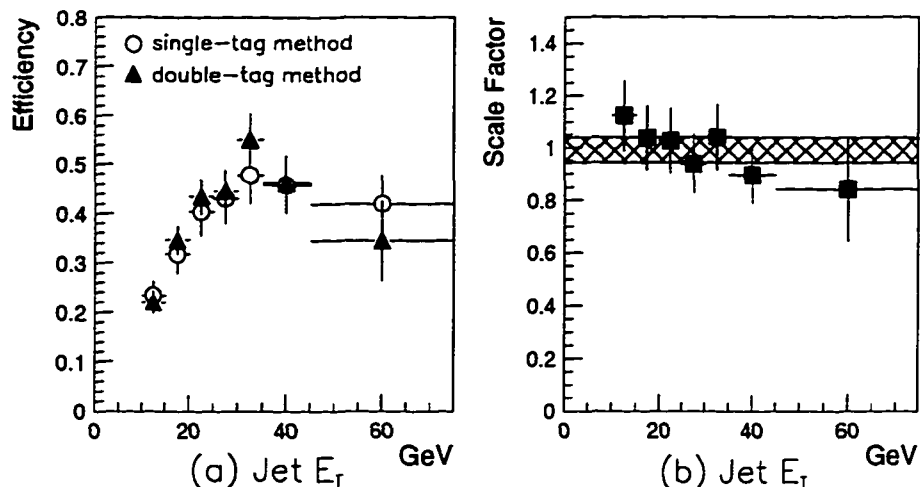 Efficiency
0.8
0.7
0.6
0.5
0.4
0.3
0.2
0.1
0
single-tag method
double-tag method
0 20 40 60
GeV
(a) Jet E_T
Scale Factor
1.4
1.2
1
0.8
0.6
0.4
0.2
0
0 20 40 60
GeV
(b) Jet E_T